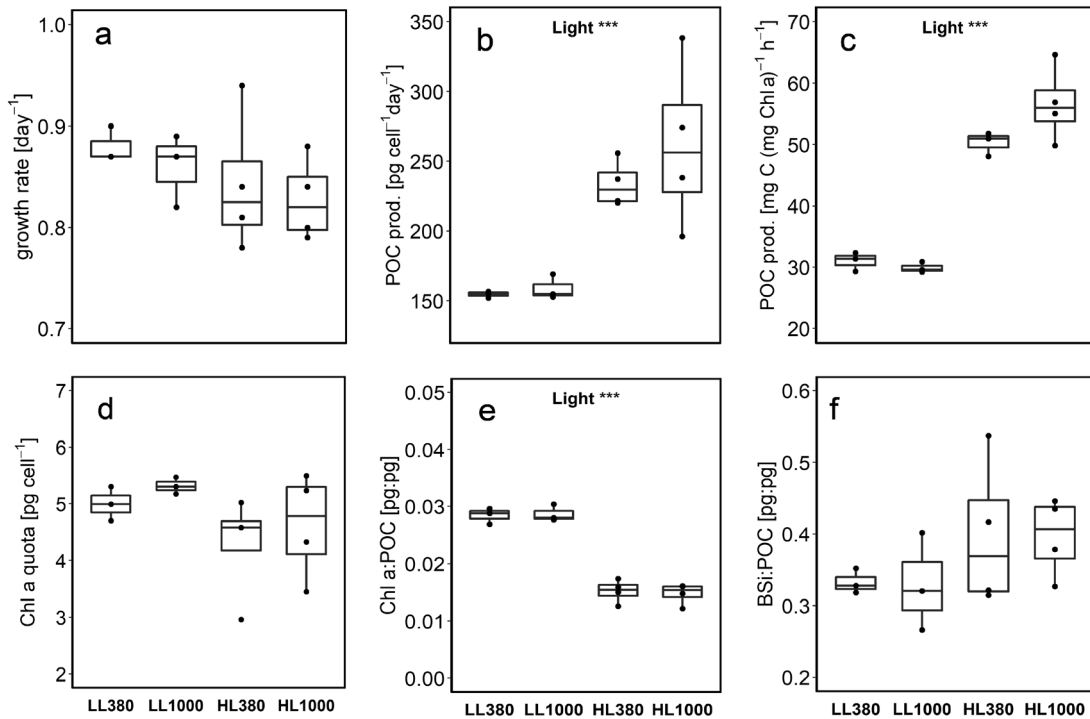 a
growth rate [day⁻¹]
1.0
0.9
0.8
0.7
b
Light ***
POC prod. [pg cell⁻¹day⁻¹]
350
300
250
200
150
c
Light ***
POC prod. [mg C (mg Chl a)⁻¹ h⁻¹]
70
60
50
40
30
20
d
Chl a quota [pg cell⁻¹]
7
6
5
4
3
2
LL380 LL1000 HL380 HL1000
e
Light ***
Chl a:POC [pg:pg]
0.05
0.04
0.03
0.02
0.01
0.00
LL380 LL1000 HL380 HL1000
f
BSi:POC [pg:pg]
0.6
0.5
0.4
0.3
0.2
LL380 LL1000 HL380 HL1000